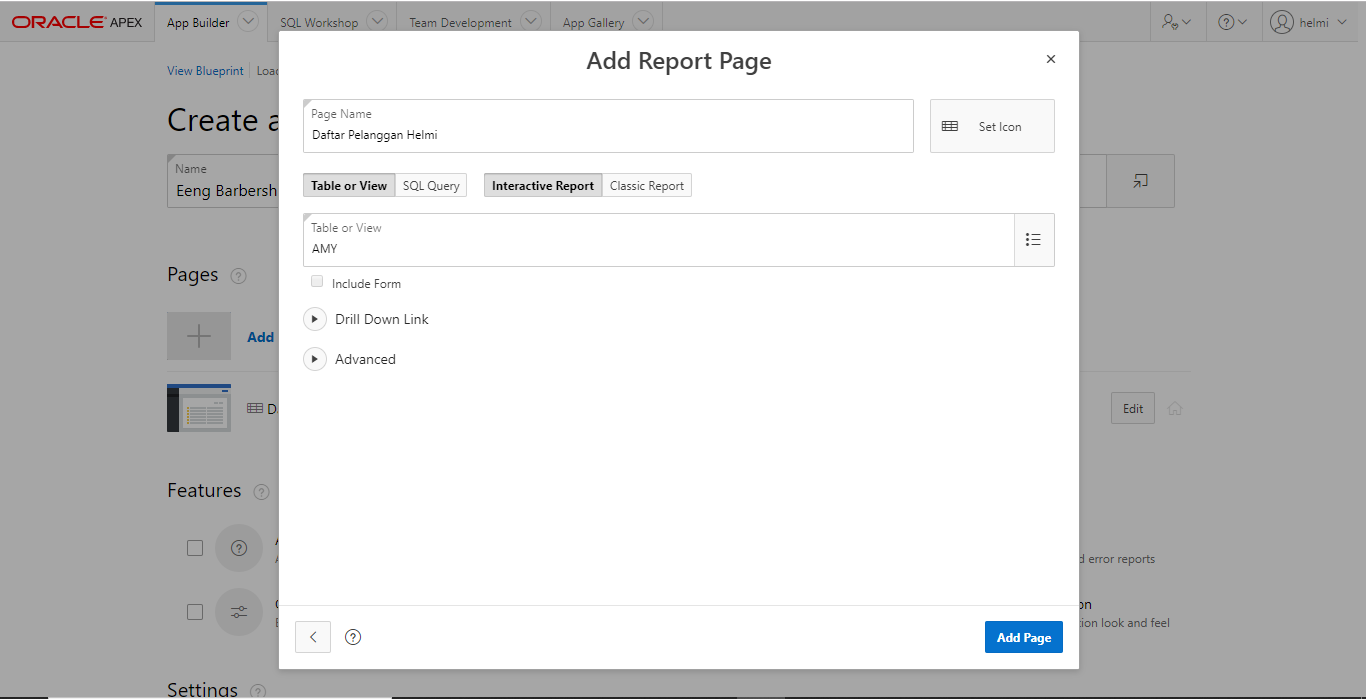 ORACLE APEX App Builder SQL Workshop Team Development App Gallery helmi
View Blueprint
Add Report Page
Create a
Page Name
Daftar Pelanggan Helmi
Set Icon
Name
Eeng Barbersh
Table or View SQL Query Interactive Report Classic Report
Table or View
AMY
Include Form
Pages
Drill Down Link
Add
Advanced
Edit
Features
d error reports
ion look and feel
Add Page
Settings